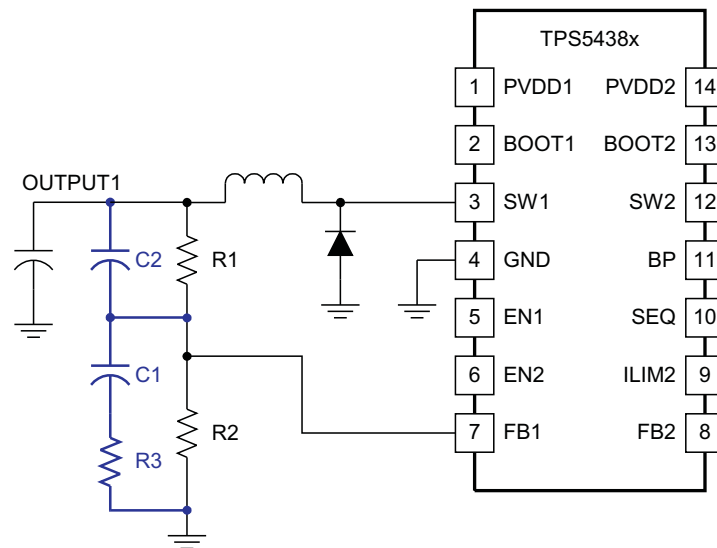 TPS5438x
1 PVDD1 PVDD2 14
2 BOOT1 BOOT2 13
OUTPUT1
3 SW1 SW2 12
C2 R1
4 GND BP 11
5 EN1 SEQ 10
C1
6 EN2 ILIM2 9
R2
7 FB1 FB2 8
R3